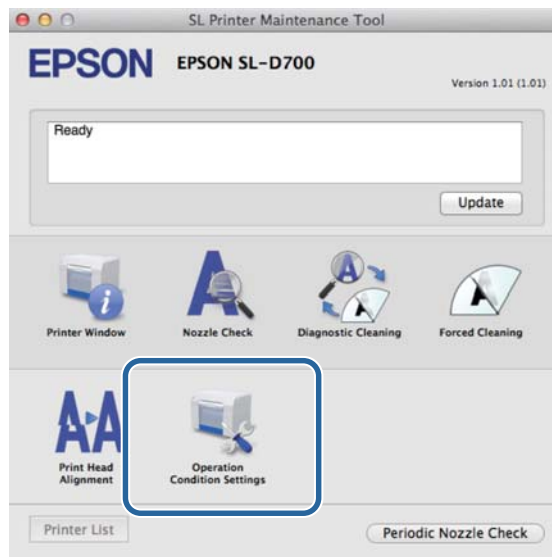 SL Printer Maintenance Tool
EPSON EPSON SL-D700
Version 1.01 (1.01)
Ready
Update
Printer Window Nozzle Check Diagnostic Cleaning Forced Cleaning
Print Head
Alignment
Operation
Condition Settings
Printer List Periodic Nozzle Check